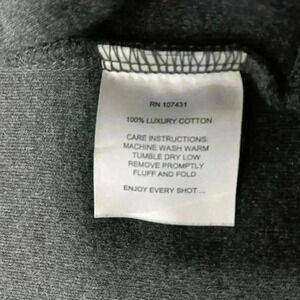 RN 107431
100% LUXURY COTTON
CARE INSTRUCTIONS:
MACHINE WASH WARM
TUMBLE DRY LOW
REMOVE PROMPTLY
FLUFF AND FOLD
ENJOY EVERY SHOT ...